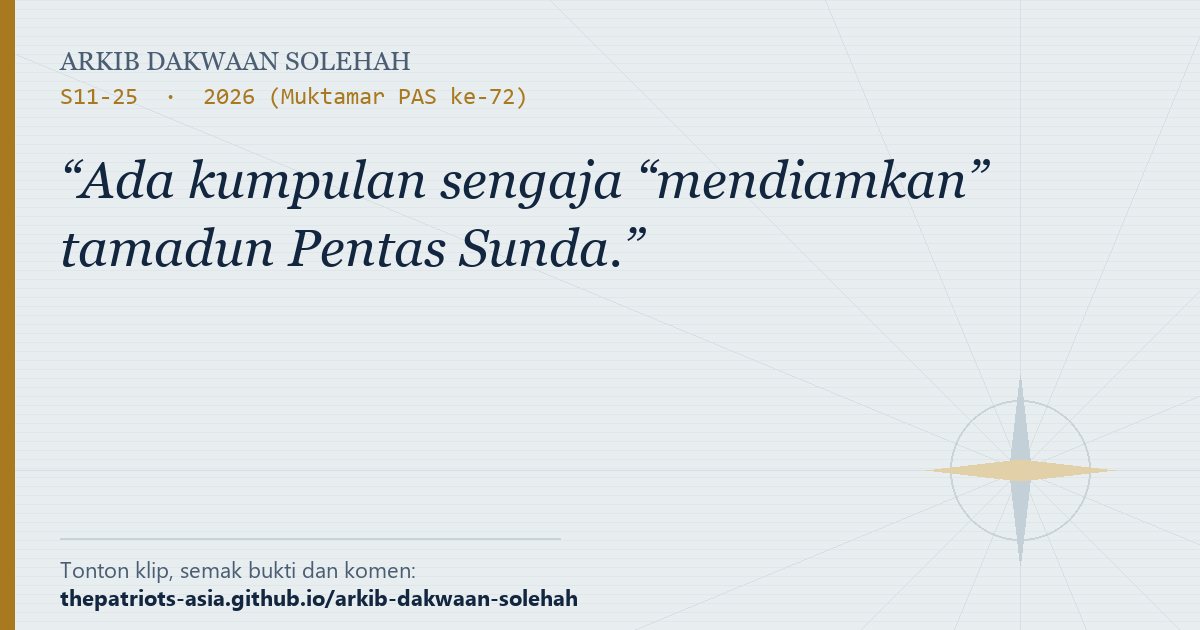 ARKIB DAKWAAN SOLEHAH
S11-25 · 2026 (Muktamar PAS ke-72)
“Ada kumpulan sengaja “mendiamkan”
tamadun Pentas Sunda.”
Tonton klip, semak bukti dan komen:
thepatriots-asia.github.io/arkib-dakwaan-solehah